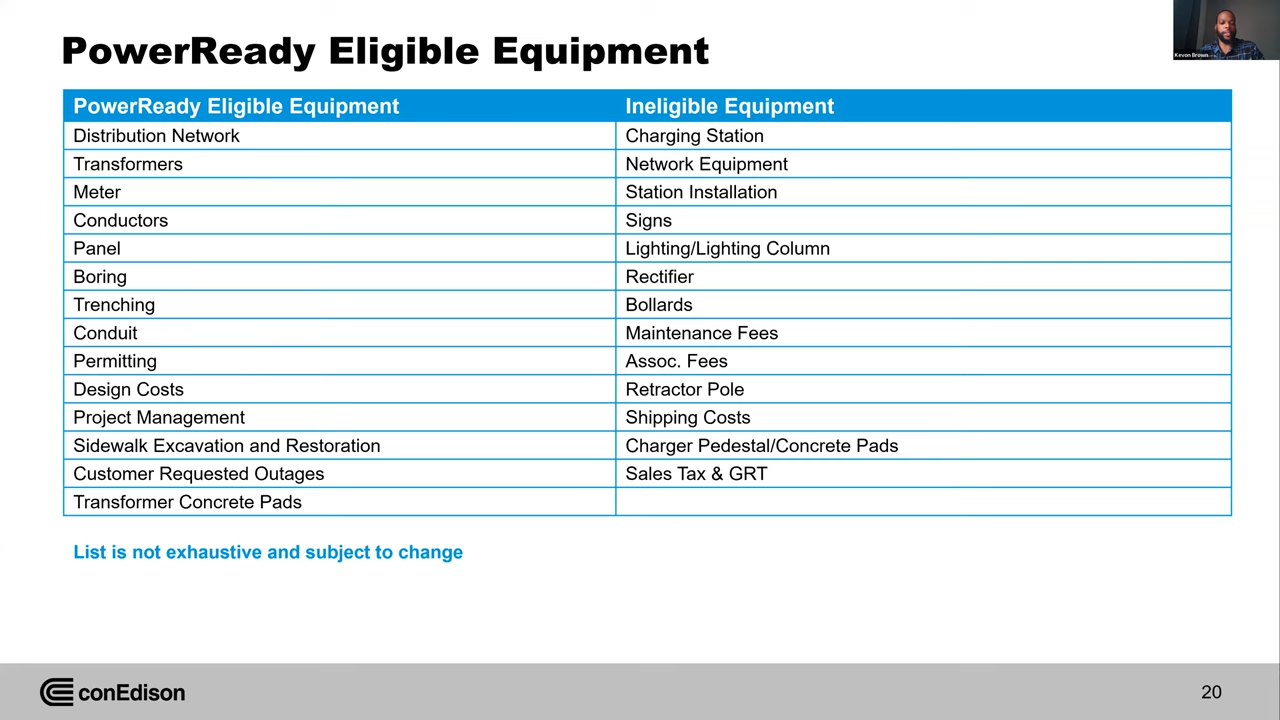 PowerReady Eligible Equipment
Kevon Brown
PowerReady Eligible Equipment Ineligible Equipment
Distribution Network Charging Station
Transformers Network Equipment
Meter Station Installation
Conductors Signs
Panel Lighting/Lighting Column
Boring Rectifier
Trenching Bollards
Conduit Maintenance Fees
Permitting Assoc. Fees
Design Costs Retractor Pole
Project Management Shipping Costs
Sidewalk Excavation and Restoration Charger Pedestal/Concrete Pads
Customer Requested Outages Sales Tax & GRT
Transformer Concrete Pads
List is not exhaustive and subject to change
conEdison
20